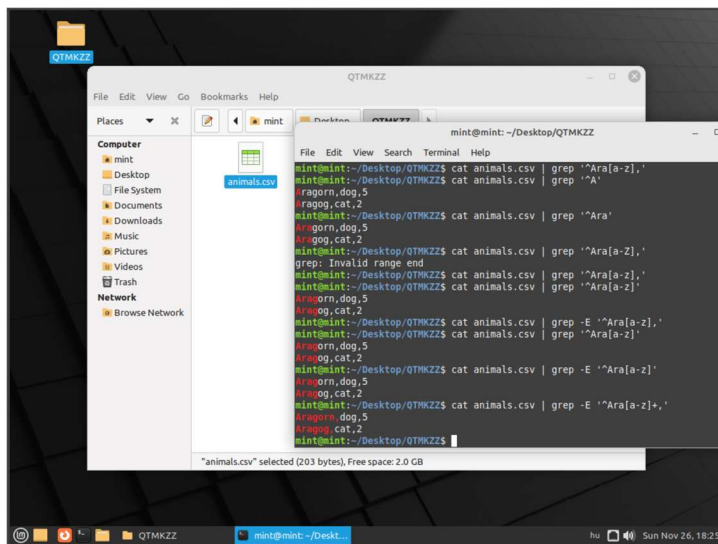 QTMKZZ
QTMKZZ
File Edit View Go Bookmarks Help
Places
mint
Desktop
QTMKZZ
Computer
mint
Desktop
File System
Documents
Downloads
Music
Pictures
Videos
Trash
Network
Browse Network
animals.csv
"animals.csv" selected (203 bytes), Free space: 2.0 GB
mint@mint: ~/Desktop/QTMKZZ
File Edit View Search Terminal Help
mint@mint:~/Desktop/QTMKZZ$ cat animals.csv | grep '^Ara[a-z],'
mint@mint:~/Desktop/QTMKZZ$ cat animals.csv | grep '^A'
Aragorn,dog,5
Aragog,cat,2
mint@mint:~/Desktop/QTMKZZ$ cat animals.csv | grep '^Ara'
Aragorn,dog,5
Aragog,cat,2
mint@mint:~/Desktop/QTMKZZ$ cat animals.csv | grep '^Ara[a-Z],'
grep: Invalid range end
mint@mint:~/Desktop/QTMKZZ$ cat animals.csv | grep '^Ara[a-z],'
mint@mint:~/Desktop/QTMKZZ$ cat animals.csv | grep '^Ara[a-z]'
Aragorn,dog,5
Aragog,cat,2
mint@mint:~/Desktop/QTMKZZ$ cat animals.csv | grep -E '^Ara[a-z],'
mint@mint:~/Desktop/QTMKZZ$ cat animals.csv | grep '^Ara[a-z]'
Aragorn,dog,5
Aragog,cat,2
mint@mint:~/Desktop/QTMKZZ$ cat animals.csv | grep -E '^Ara[a-z]'
Aragorn,dog,5
Aragog,cat,2
mint@mint:~/Desktop/QTMKZZ$ cat animals.csv | grep -E '^Ara[a-z]+,'
Aragorn,dog,5
Aragog,cat,2
mint@mint:~/Desktop/QTMKZZ$
QTMKZZ
mint@mint: ~/Deskt...
hu
Sun Nov 26, 18:25